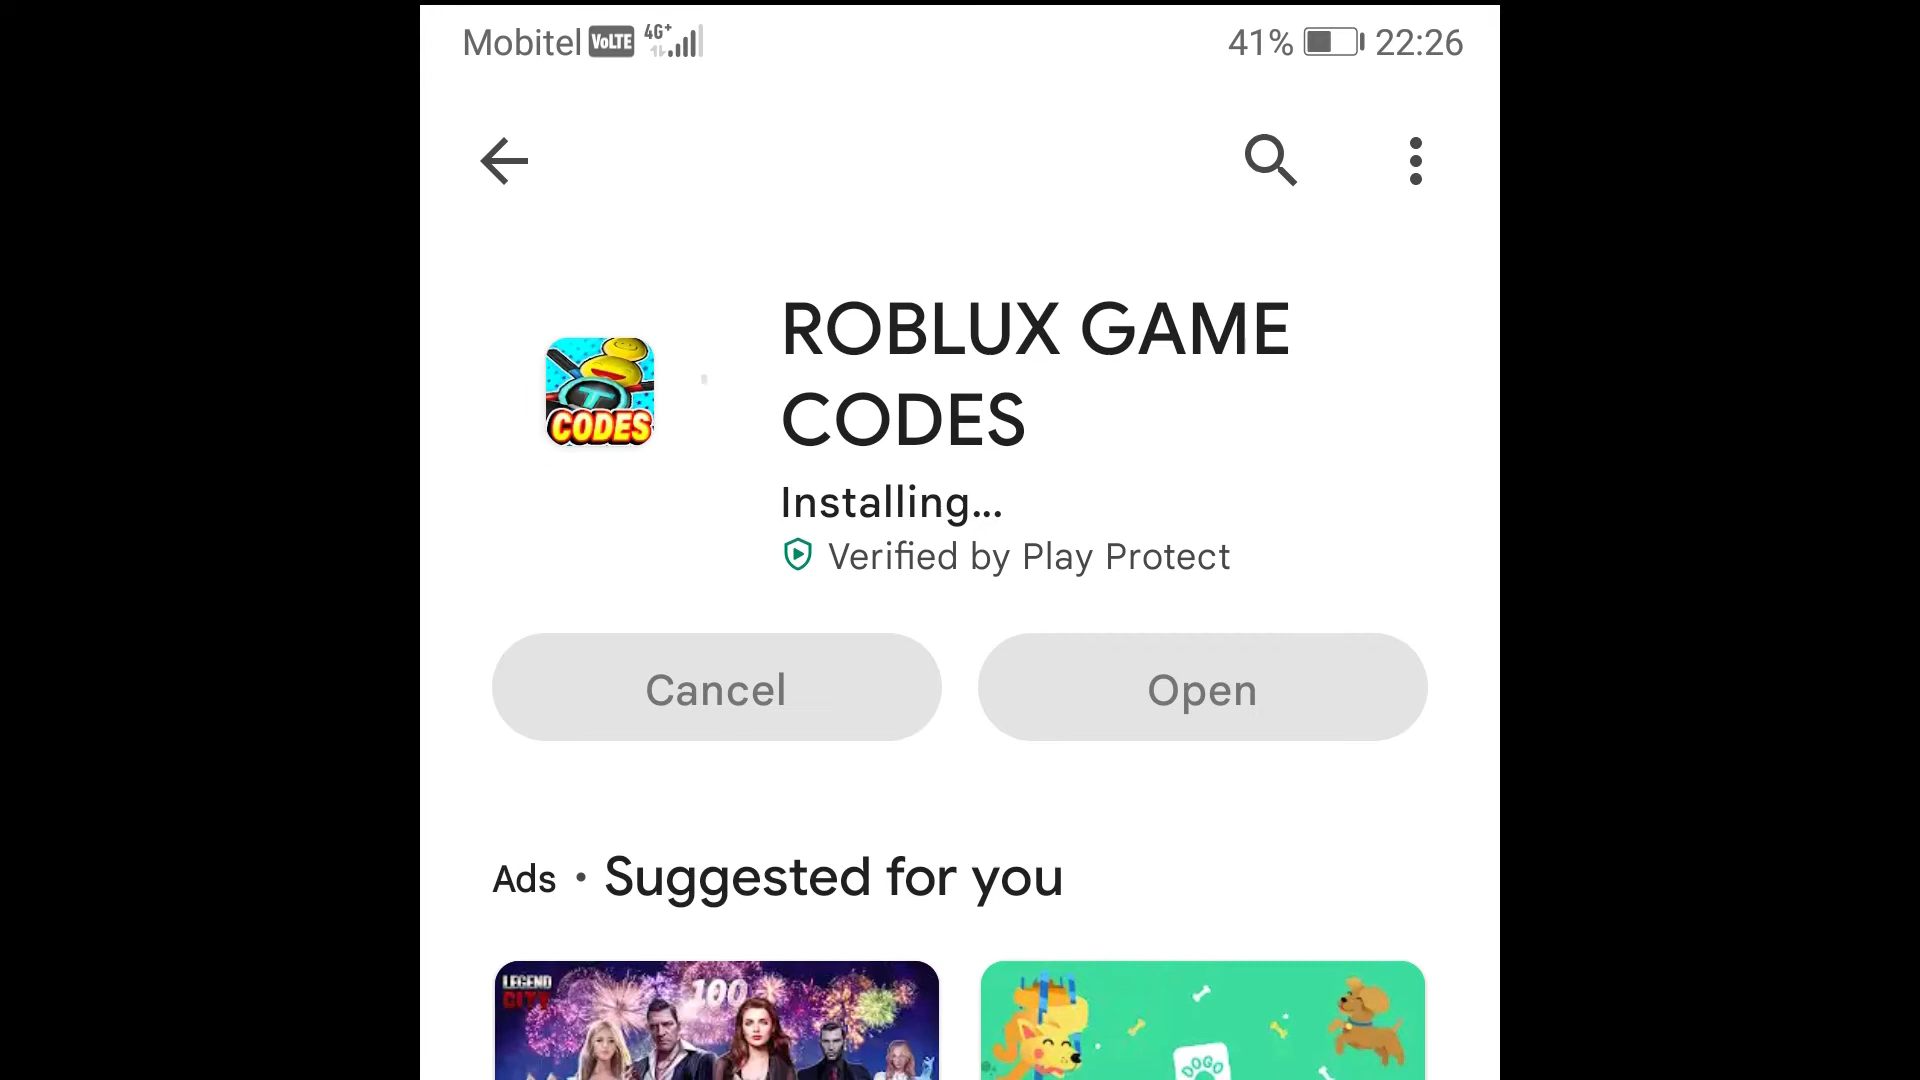 Mobitel VoLTE 4G+ 41% 22:26
T
CODES
ROBLUX GAME
CODES
Installing...
Verified by Play Protect
Cancel Open
Ads • Suggested for you
LEGEND
CITY
100
DOGO